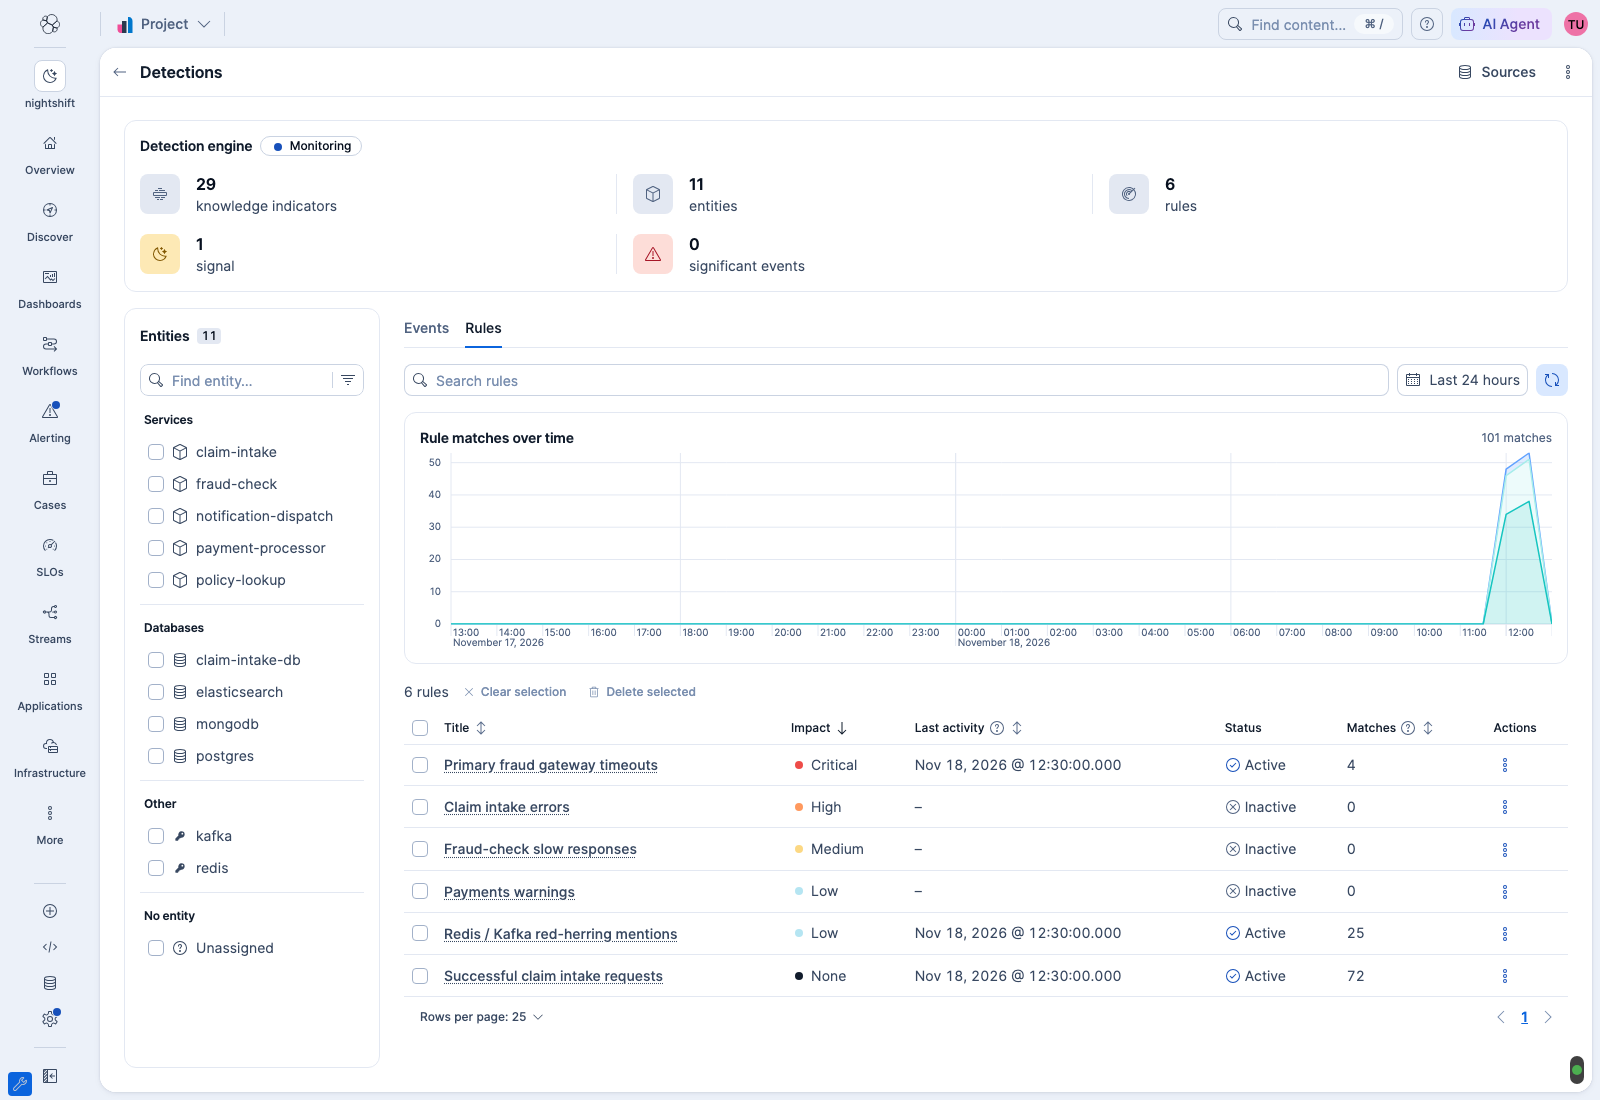 Project
Find content...
⌘ /
AI Agent
TU
nightshift
Overview
Discover
Dashboards
Workflows
Alerting
Cases
SLOs
Streams
Applications
Infrastructure
More
Detections
Sources
Detection engine
Monitoring
29
knowledge indicators
11
entities
6
rules
1
signal
0
significant events
Entities 11
Find entity...
Services
claim-intake
fraud-check
notification-dispatch
payment-processor
policy-lookup
Databases
claim-intake-db
elasticsearch
mongodb
postgres
Other
kafka
redis
No entity
Unassigned
Events Rules
Search rules
Last 24 hours
Rule matches over time
101 matches
50
40
30
20
10
0
13:00 14:00 15:00 16:00 17:00 18:00 19:00 20:00 21:00 22:00 23:00 00:00 01:00 02:00 03:00 04:00 05:00 06:00 07:00 08:00 09:00 10:00 11:00 12:00
November 17, 2026 November 18, 2026
6 rules Clear selection Delete selected
Title Impact Last activity Status Matches Actions
Primary fraud gateway timeouts Critical Nov 18, 2026 @ 12:30:00.000 Active 4
Claim intake errors High – Inactive 0
Fraud-check slow responses Medium – Inactive 0
Payments warnings Low – Inactive 0
Redis / Kafka red-herring mentions Low Nov 18, 2026 @ 12:30:00.000 Active 25
Successful claim intake requests None Nov 18, 2026 @ 12:30:00.000 Active 72
Rows per page: 25
1